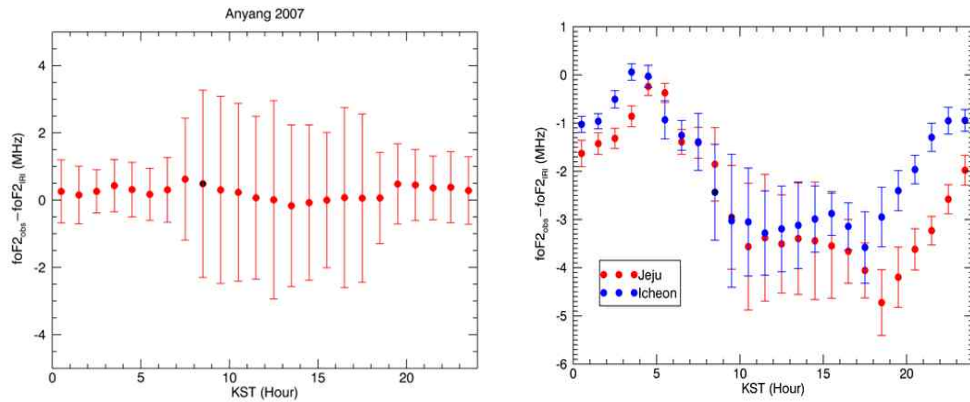 Anyang 2007
4
2
0
-2
-4
foF2obs−foF2IRI (MHz)
0 5 10 15 20
KST (Hour)
1
0
-1
-2
-3
-4
-5
-6
foF2obs−foF2IRI (MHz)
Jeju
Icheon
0 5 10 15 20
KST (Hour)